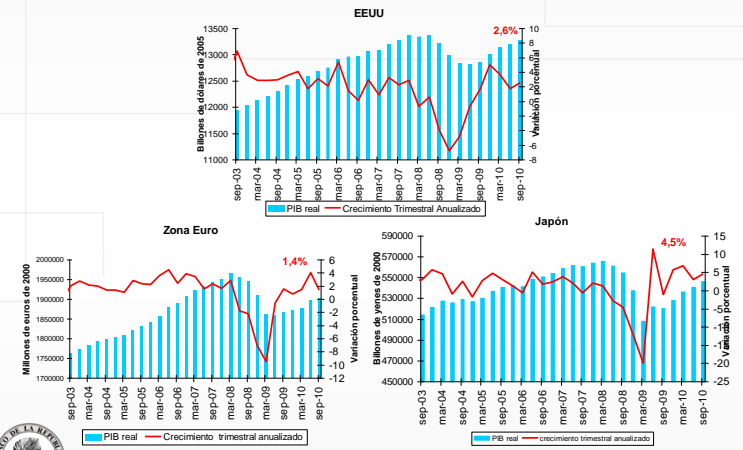 EEUU
Billones de dólares de 2005
13500
13000
12500
12000
11500
11000
2,6%
10
8
6
4
2
0
-2
-4
-6
-8
Variación porcentual
sep-03
mar-04
sep-04
mar-05
sep-05
mar-06
sep-06
mar-07
sep-07
mar-08
sep-08
mar-09
sep-09
mar-10
sep-10
PIB real
Crecimiento Trimestral Anualizado
Zona Euro
Millones de euros de 2000
2000000
1950000
1900000
1850000
1800000
1750000
1700000
1,4%
6
4
2
0
-2
-4
-6
-8
-10
-12
Variación porcentual
sep-03
mar-04
sep-04
mar-05
sep-05
mar-06
sep-06
mar-07
sep-07
mar-08
sep-08
mar-09
sep-09
mar-10
sep-10
PIB real
Crecimiento trimestral anualizado
Japón
Billones de yenes de 2000
590000
570000
550000
530000
510000
490000
470000
450000
4,5%
15
10
5
0
-5
-10
-15
-20
-25
Variación porcentual
sep-03
mar-04
sep-04
mar-05
sep-05
mar-06
sep-06
mar-07
sep-07
mar-08
sep-08
mar-09
sep-09
mar-10
sep-10
PIB real
crecimiento trimestral anualizado
DE LA